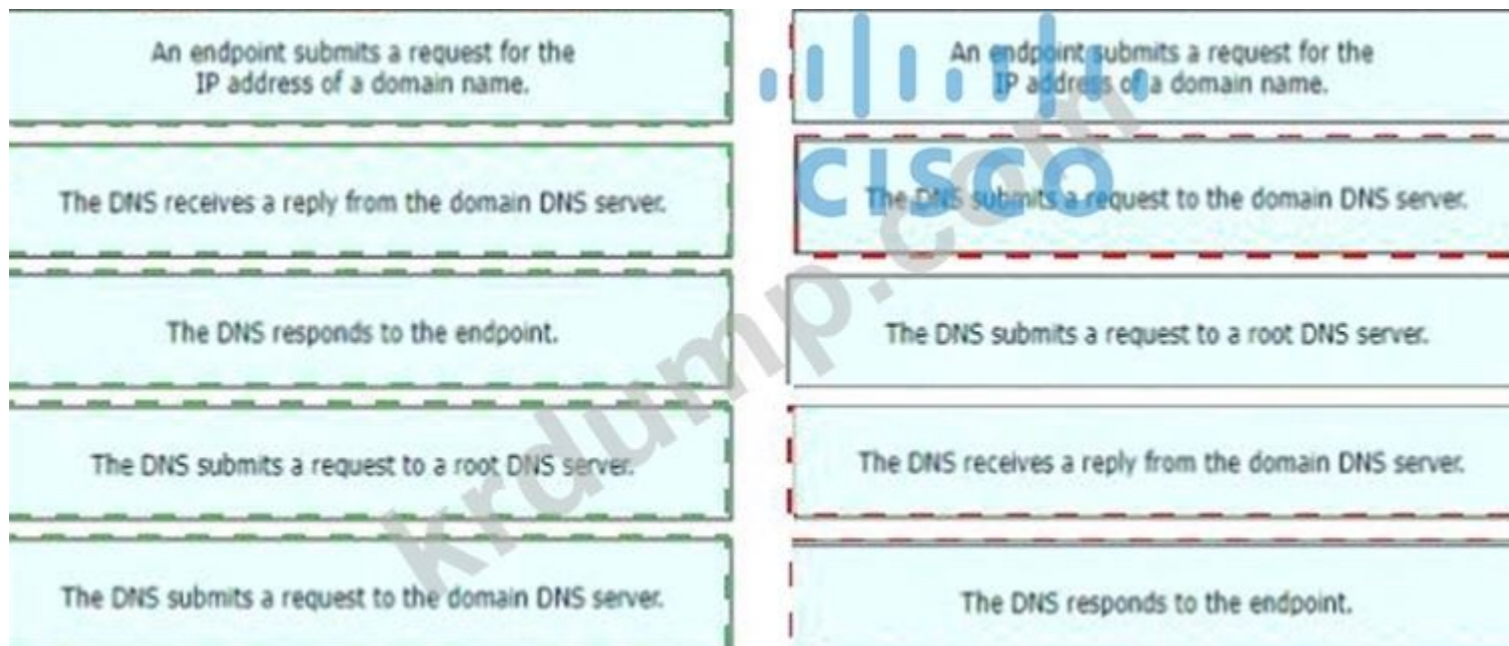 An endpoint submits a request for the
IP address of a domain name.
The DNS receives a reply from the domain DNS server.
The DNS responds to the endpoint.
The DNS submits a request to a root DNS server.
The DNS submits a request to the domain DNS server.
An endpoint submits a request for the
IP address of a domain name.
CISCO
The DNS submits a request to the domain DNS server.
The DNS submits a request to a root DNS server.
The DNS receives a reply from the domain DNS server.
The DNS responds to the endpoint.
krdump.com